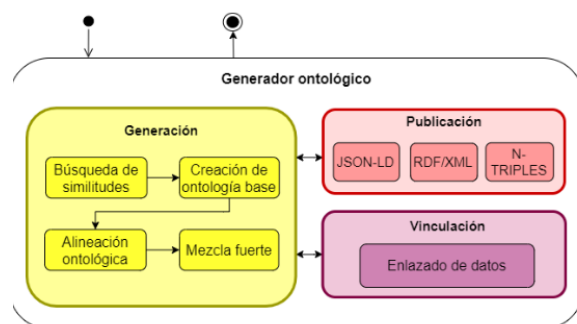 Generador ontológico
Generación
Búsqueda de
similitudes
Creación de
ontología base
Alineación
ontológica
Mezcla fuerte
Publicación
JSON-LD
RDF/XML
N-
TRIPLES
Vinculación
Enlazado de datos